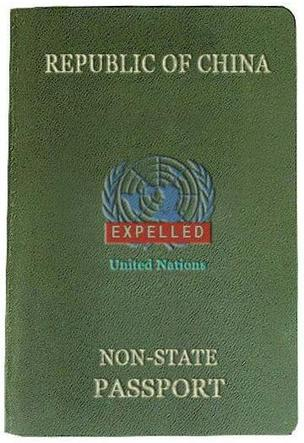 REPUBLIC OF CHINA
EXPELLED
United Nations
NON-STATE
PASSPORT